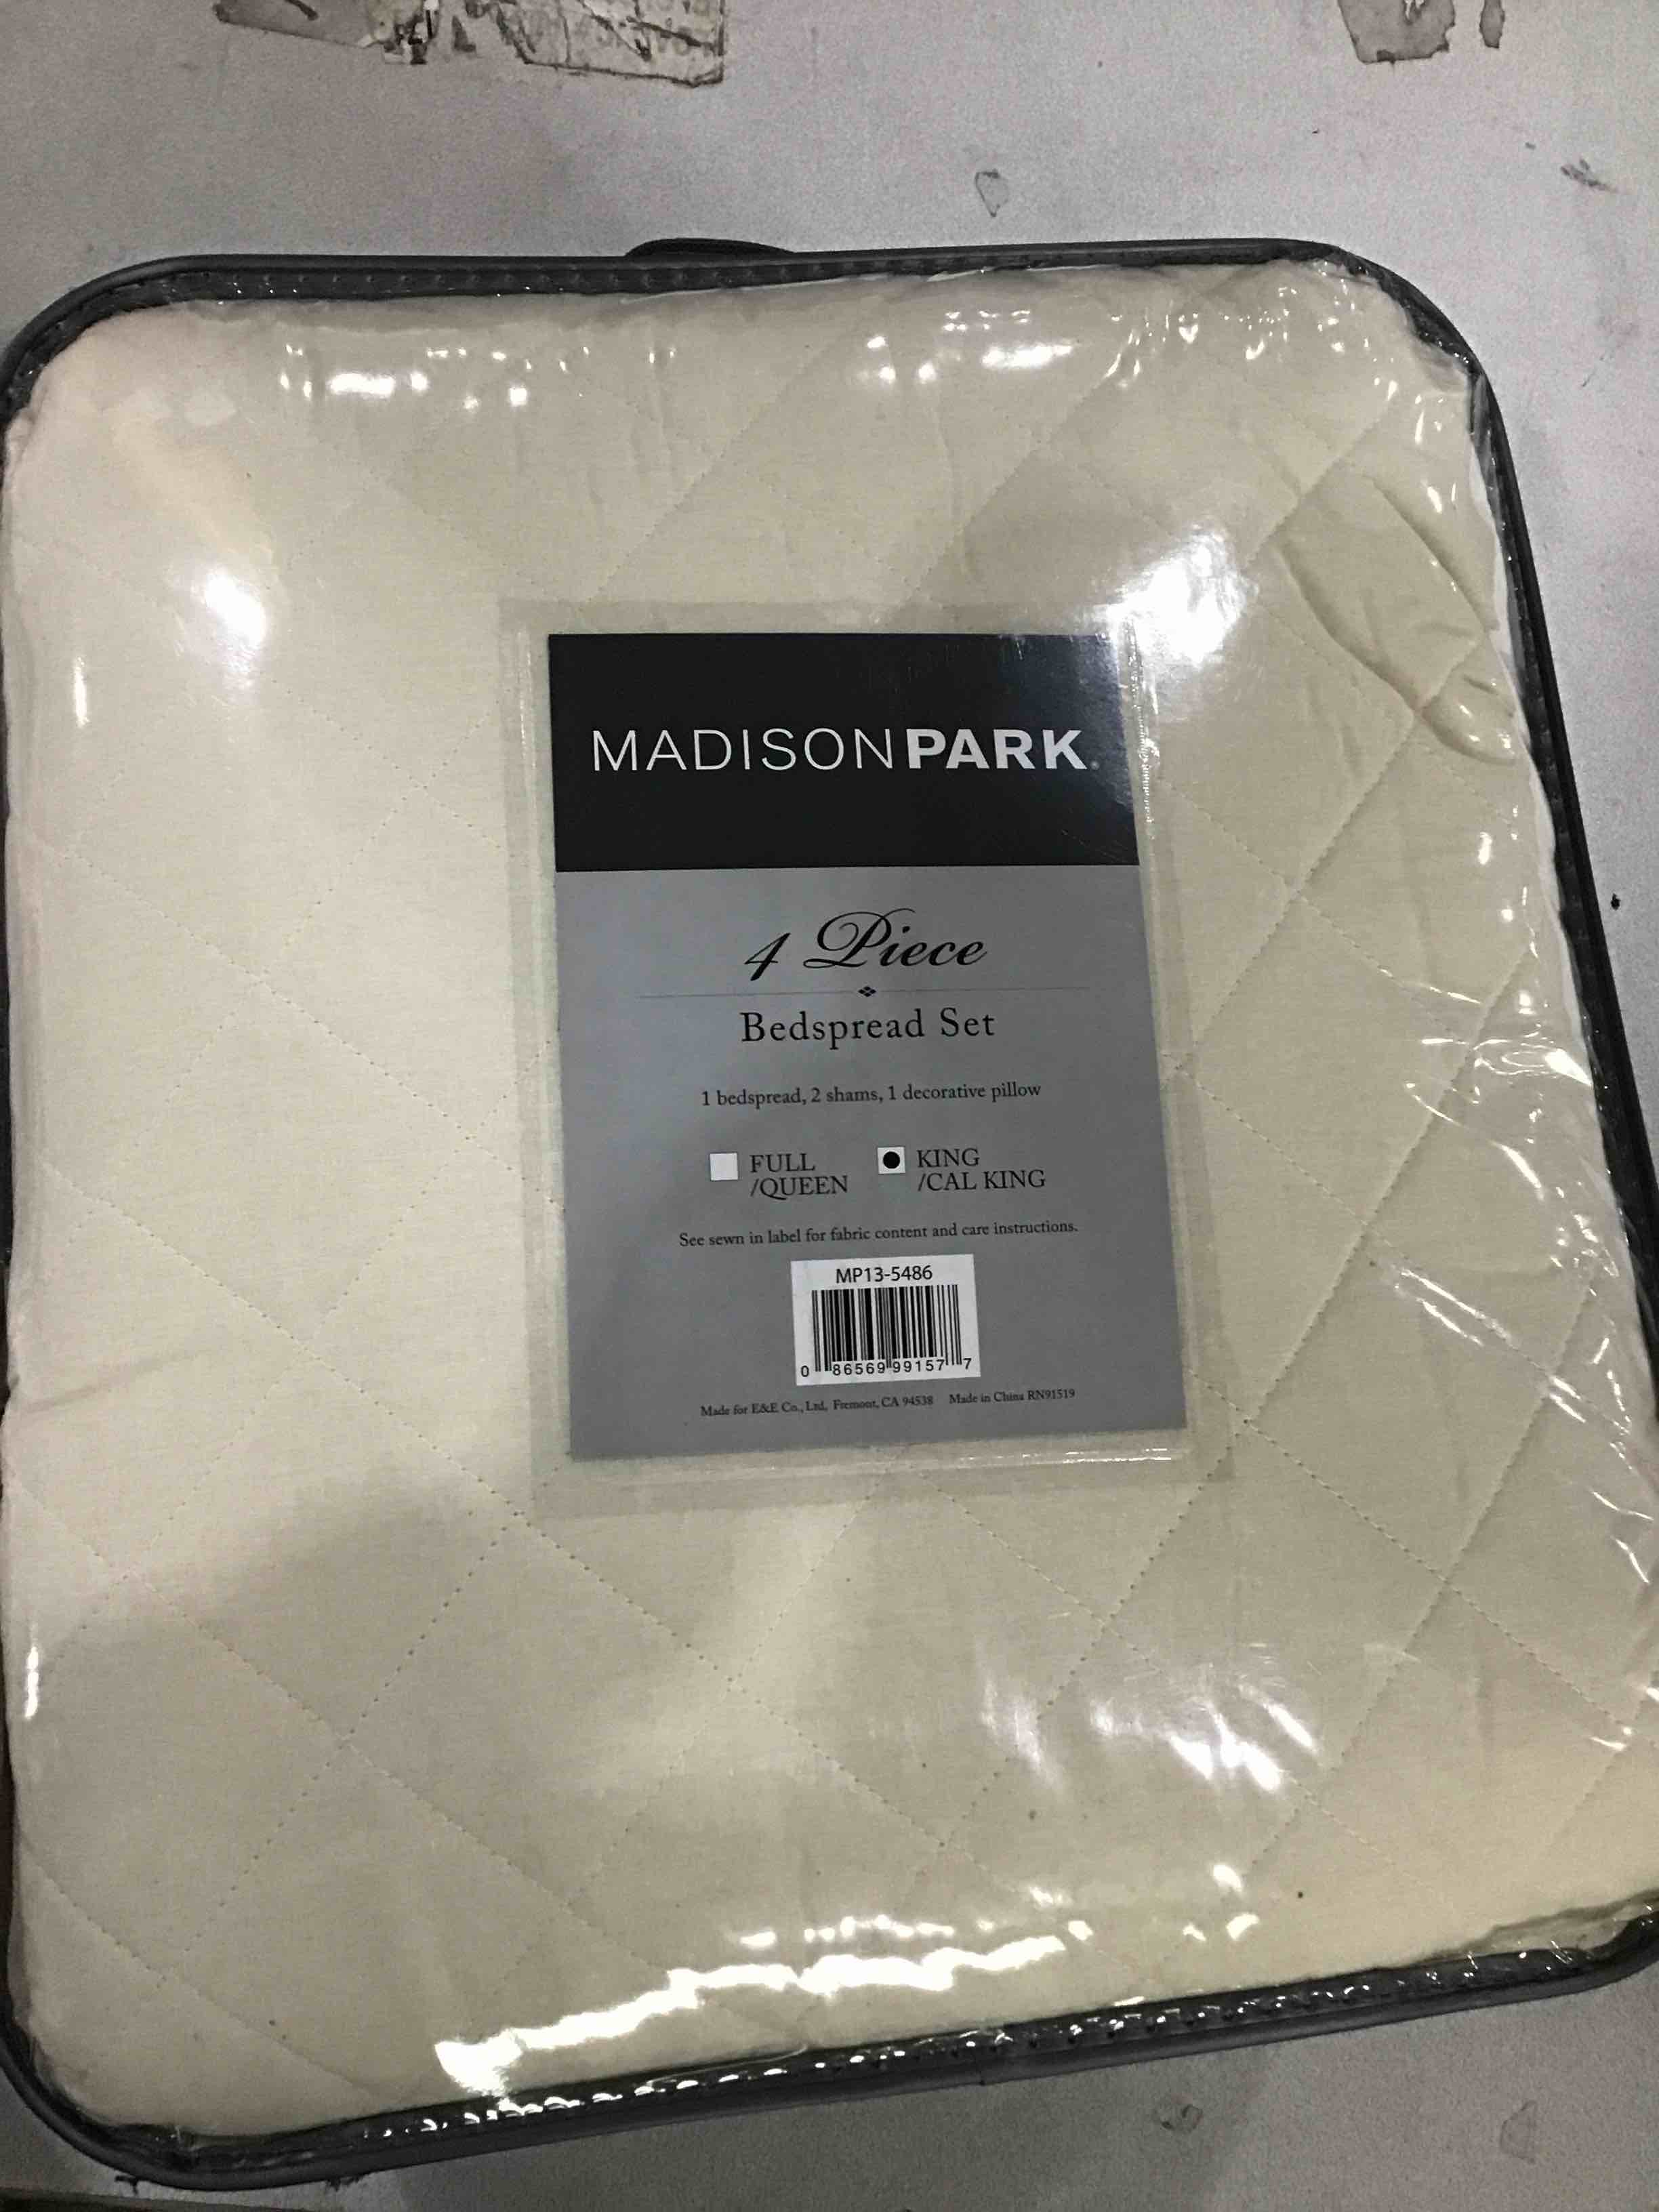 MADISONPARK.
4 Piece
Bedspread Set
1 bedspread, 2 shams, 1 decorative pillow
FULL
/QUEEN
KING
/CAL KING
See sewn in label for fabric content and care instructions.
MP13-5486
0 86569 99157 7
Made for E&E Co., Ltd, Fremont, CA 94538 Made in China RN91519